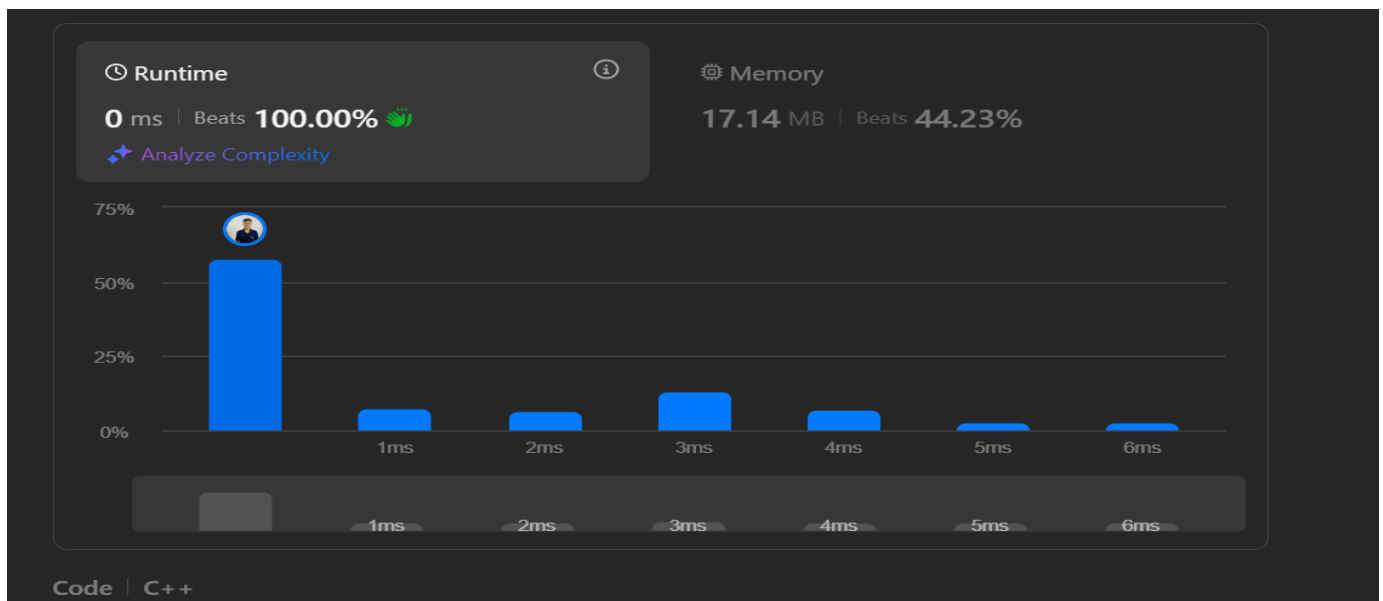 Runtime
0 ms | Beats 100.00%
Analyze Complexity
Memory
17.14 MB | Beats 44.23%
75%
50%
25%
0%
1ms 2ms 3ms 4ms 5ms 6ms
1ms 2ms 3ms 4ms 5ms 6ms
Code | C++